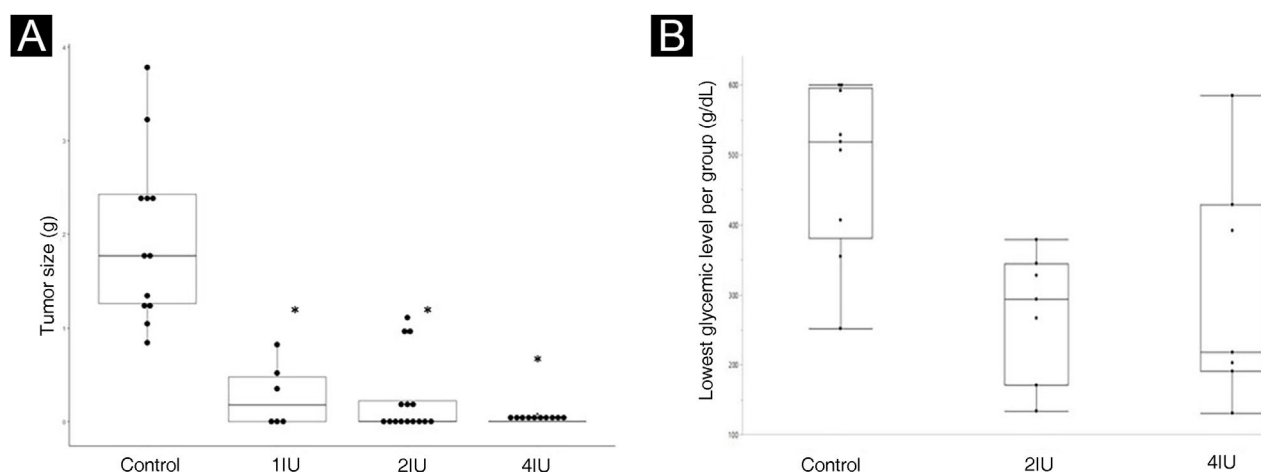 A
Tumor size (g)
4
3
2
1
0
*
*
*
Control
1IU
2IU
4IU
B
Lowest glycemic level per group (g/dL)
600
500
400
300
200
100
Control
2IU
4IU